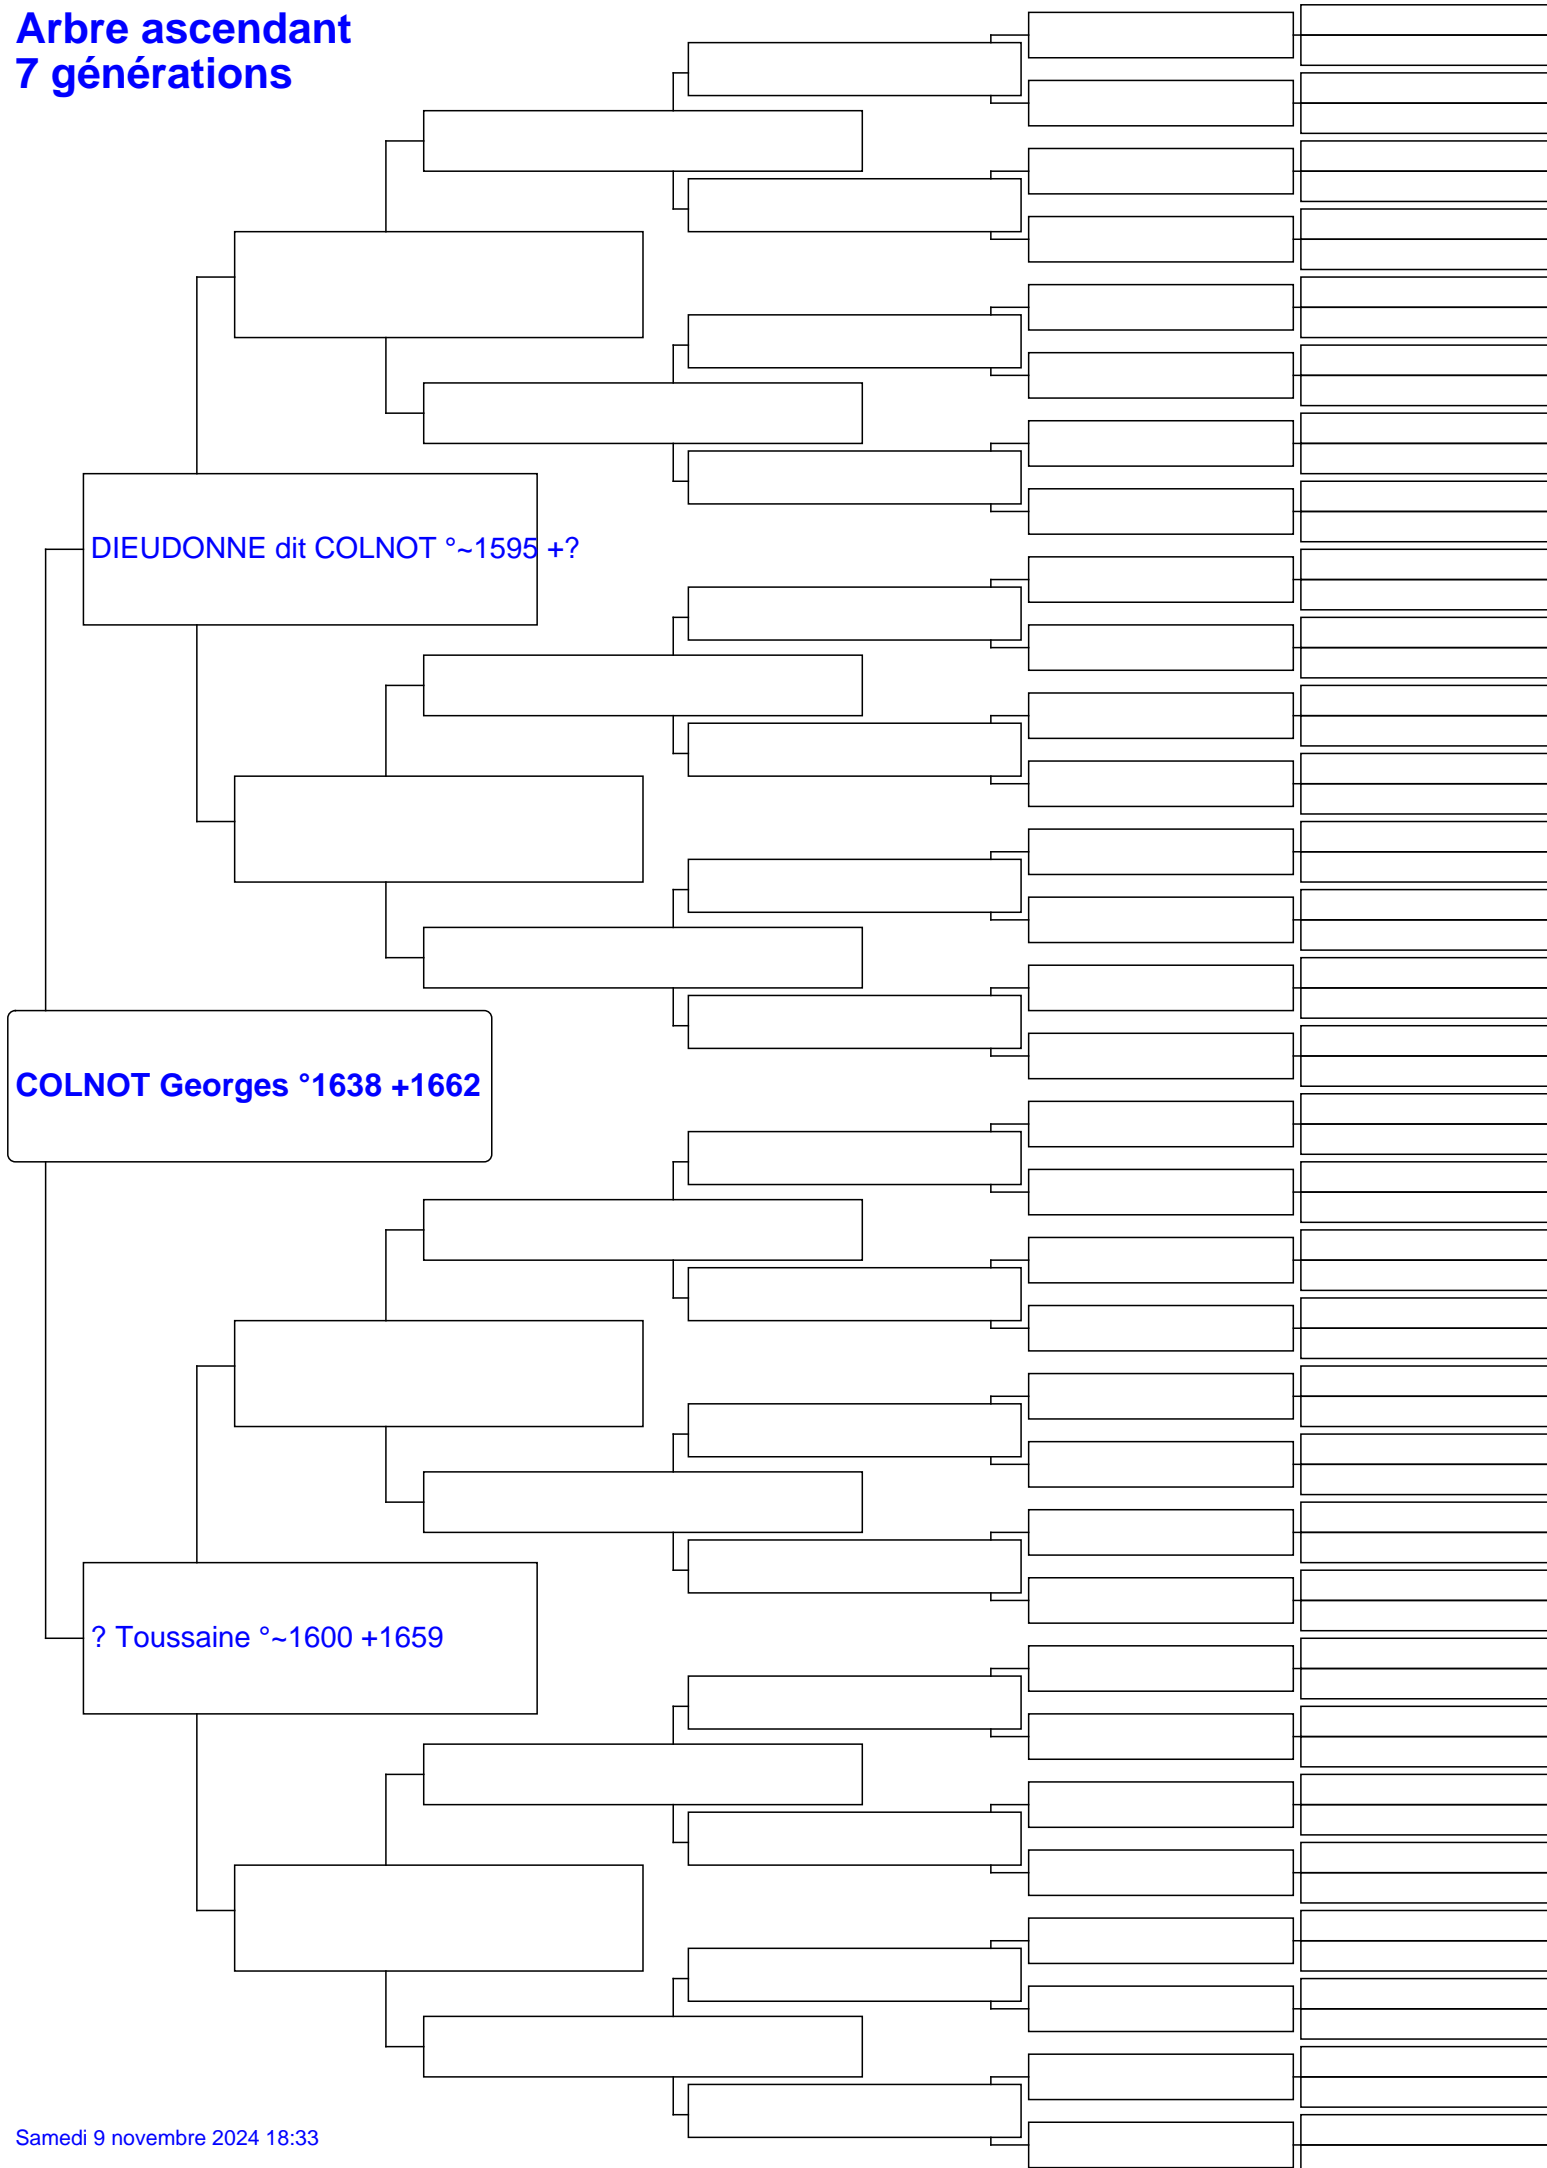 Arbre ascendant
7 générations
DIEUDONNE dit COLNOT °~1595 +?
COLNOT Georges °1638 +1662
? Toussaine °~1600 +1659
Samedi 9 novembre 2024 18:33